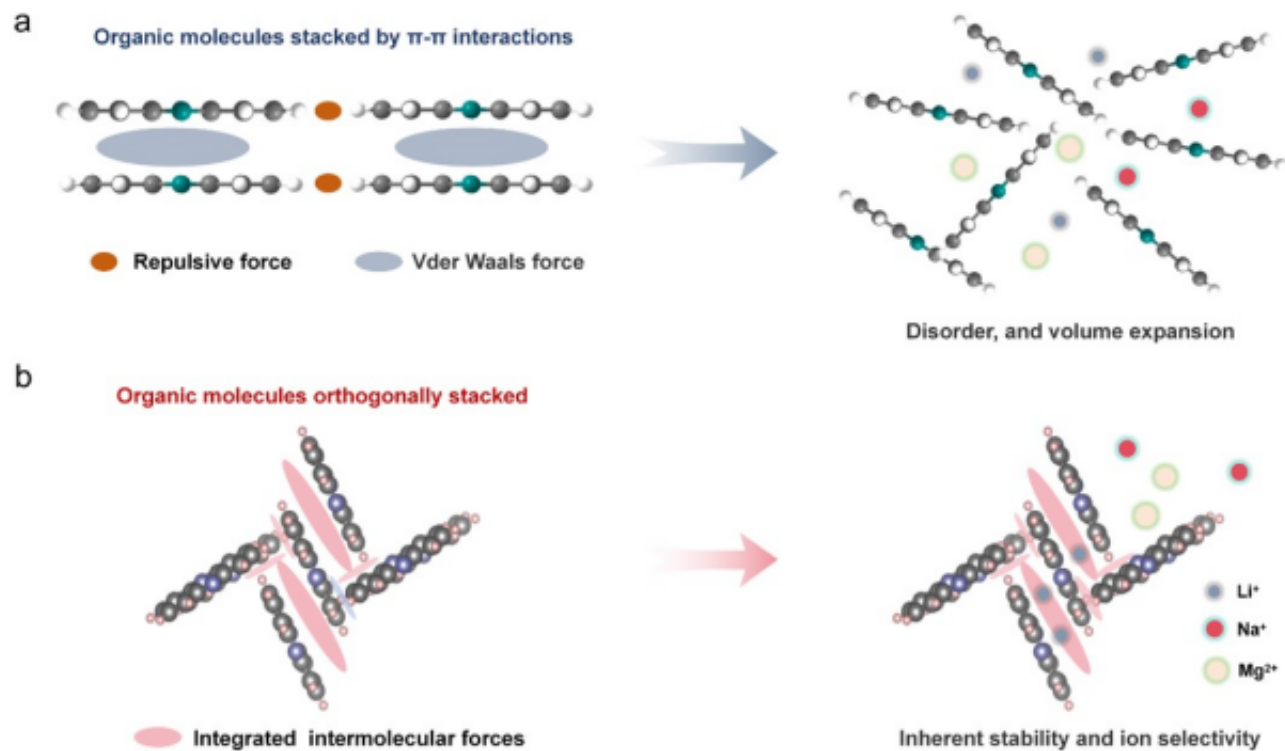 a
Organic molecules stacked by π-π interactions
Repulsive force
Vder Waals force
Disorder, and volume expansion
b
Organic molecules orthogonally stacked
Li⁺
Na⁺
Mg²⁺
Integrated intermolecular forces
Inherent stability and ion selectivity